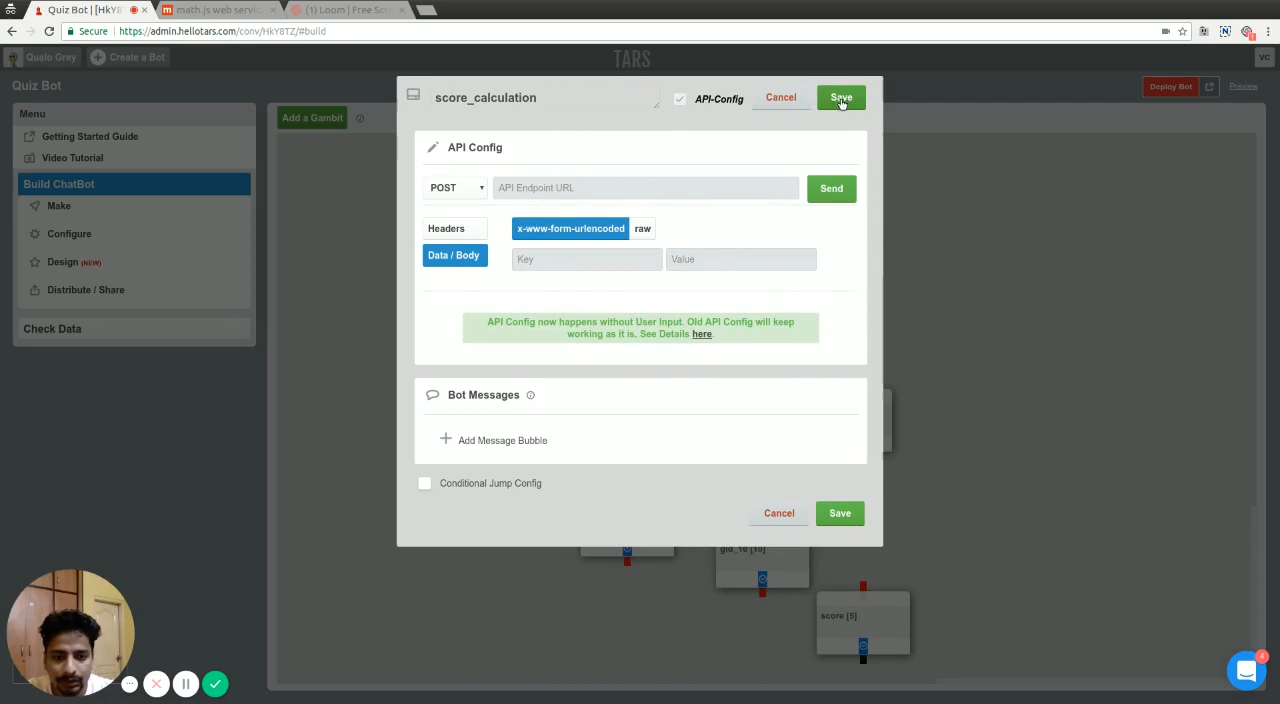 Quiz Bot | [HkY8
math.js web servic
(1) Loom | Free Scr
Secure https://admin.hellotars.com/conv/HkY8TZ/#build
Qualo Grey
Create a Bot
TARS
VC
Quiz Bot
Deploy Bot
Preview
Menu
Getting Started Guide
Video Tutorial
Build ChatBot
Make
Configure
Design (NEW)
Distribute / Share
Check Data
Add a Gambit
score_calculation
API-Config
Cancel
Save
API Config
POST
API Endpoint URL
Send
Headers
x-www-form-urlencoded
raw
Data / Body
Key
Value
API Config now happens without User Input. Old API Config will keep
working as it is. See Details here.
Bot Messages
Add Message Bubble
Conditional Jump Config
Cancel
Save
gid_10 [10]
score [5]
4